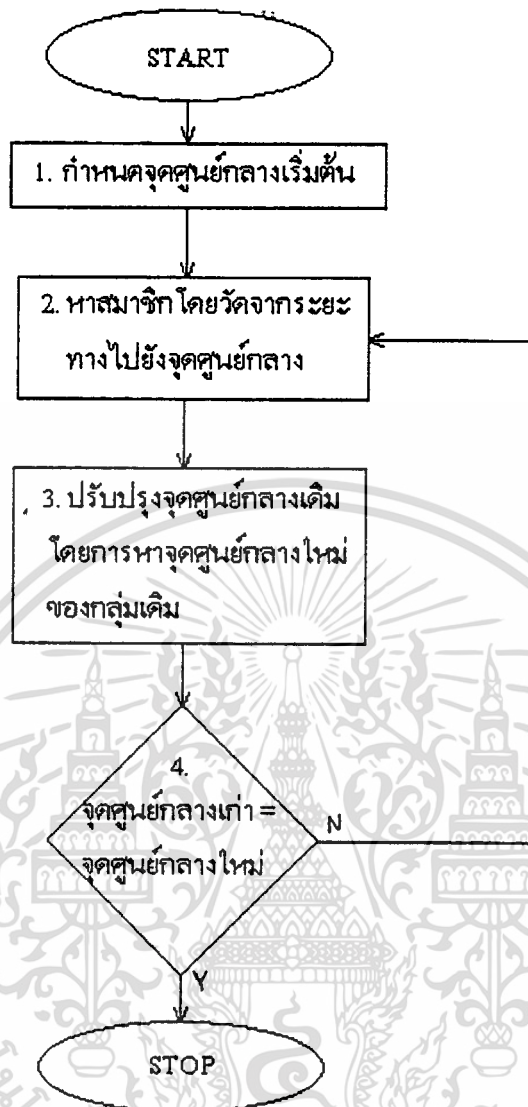 START
1. กำหนดจุดศูนย์กลางเริ่มต้น
2. หาสมาชิกโดยวัดจากระยะ
ทางไปยังจุดศูนย์กลาง
3. ปรับปรุงจุดศูนย์กลางเดิม
โดยการหาจุดศูนย์กลางใหม่
ของกลุ่มเดิม
4.
จุดศูนย์กลางเก่า =
จุดศูนย์กลางใหม่
N
Y
STOP